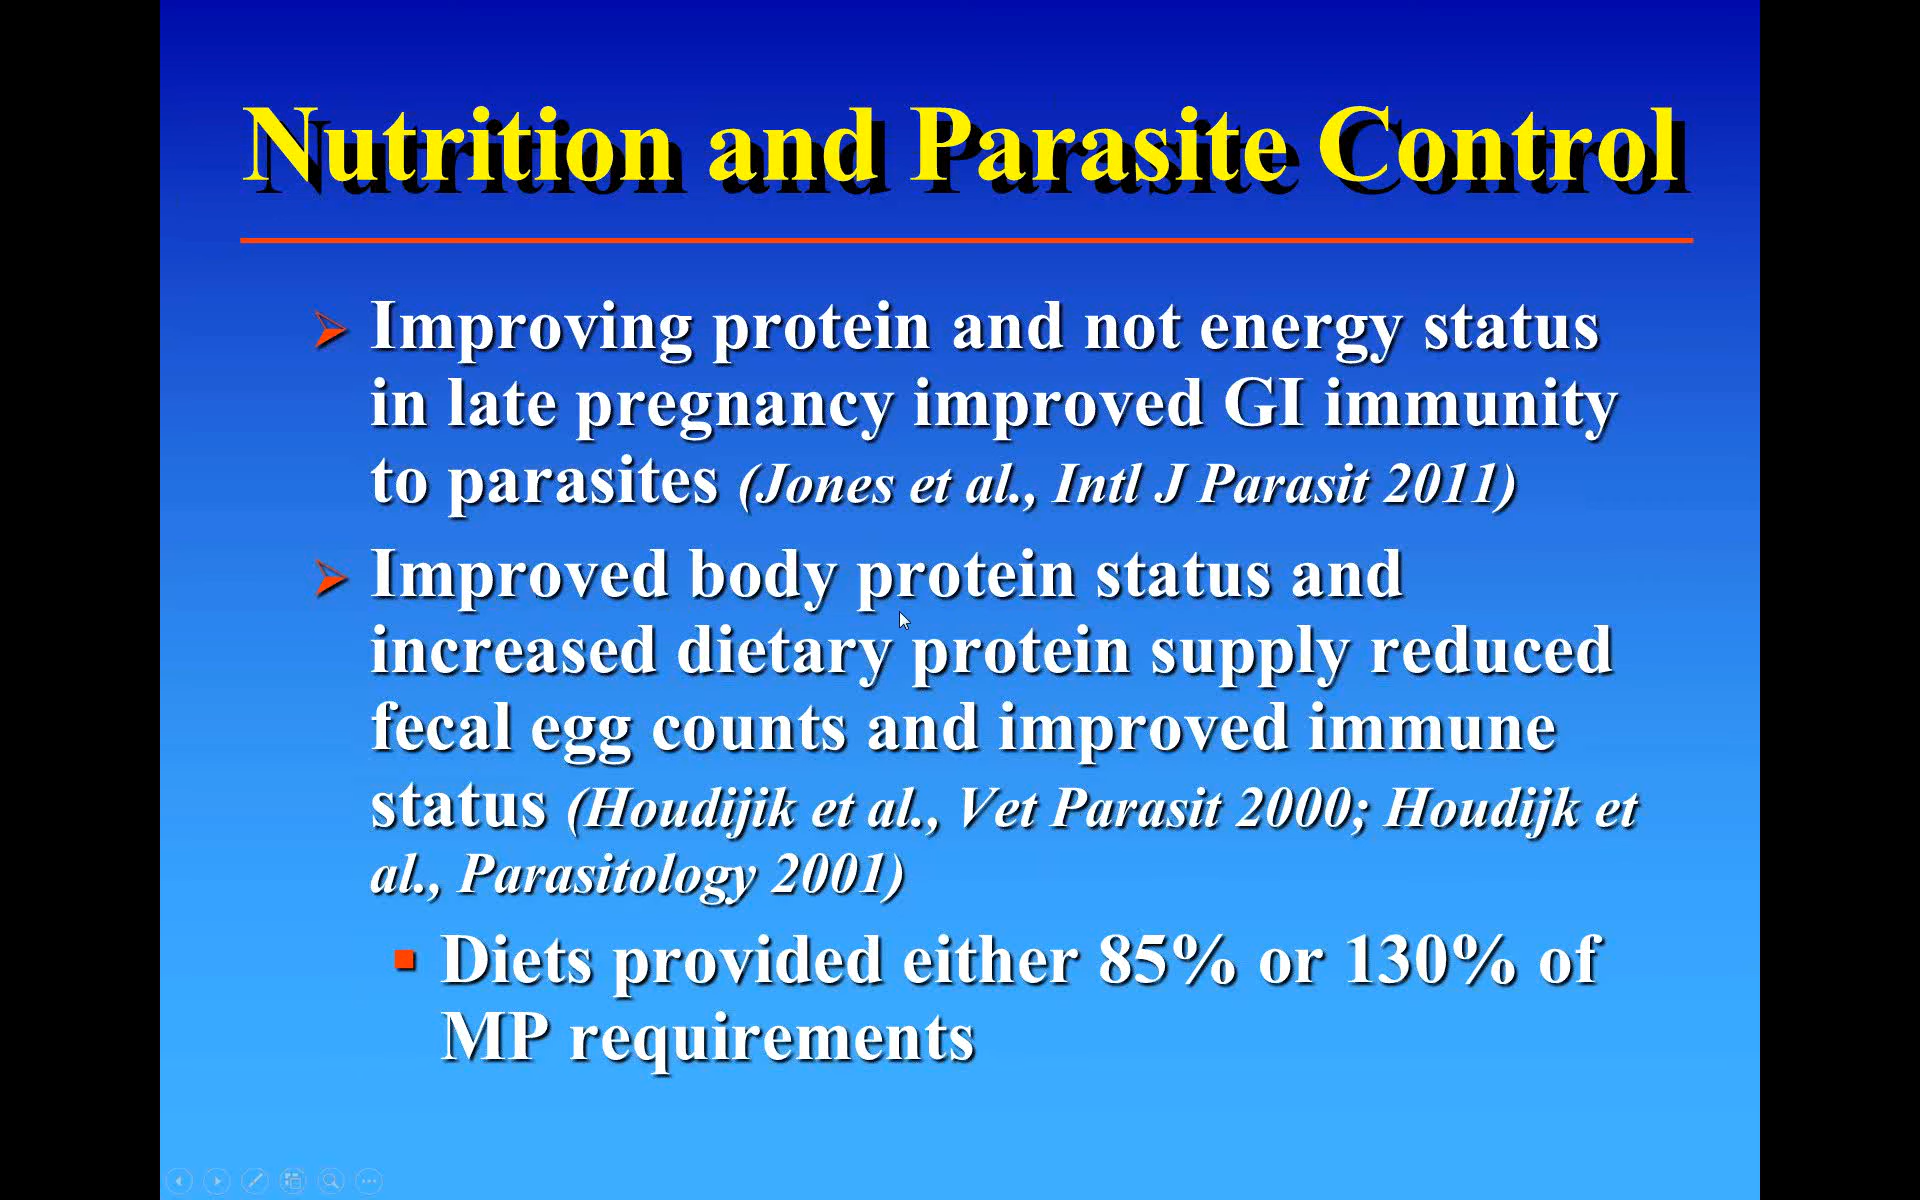 Nutrition and Parasite Control
Improving protein and not energy status
in late pregnancy improved GI immunity
to parasites (Jones et al., Intl J Parasit 2011)
Improved body protein status and
increased dietary protein supply reduced
fecal egg counts and improved immune
status (Houdijik et al., Vet Parasit 2000; Houdijk et
al., Parasitology 2001)
Diets provided either 85% or 130% of
MP requirements